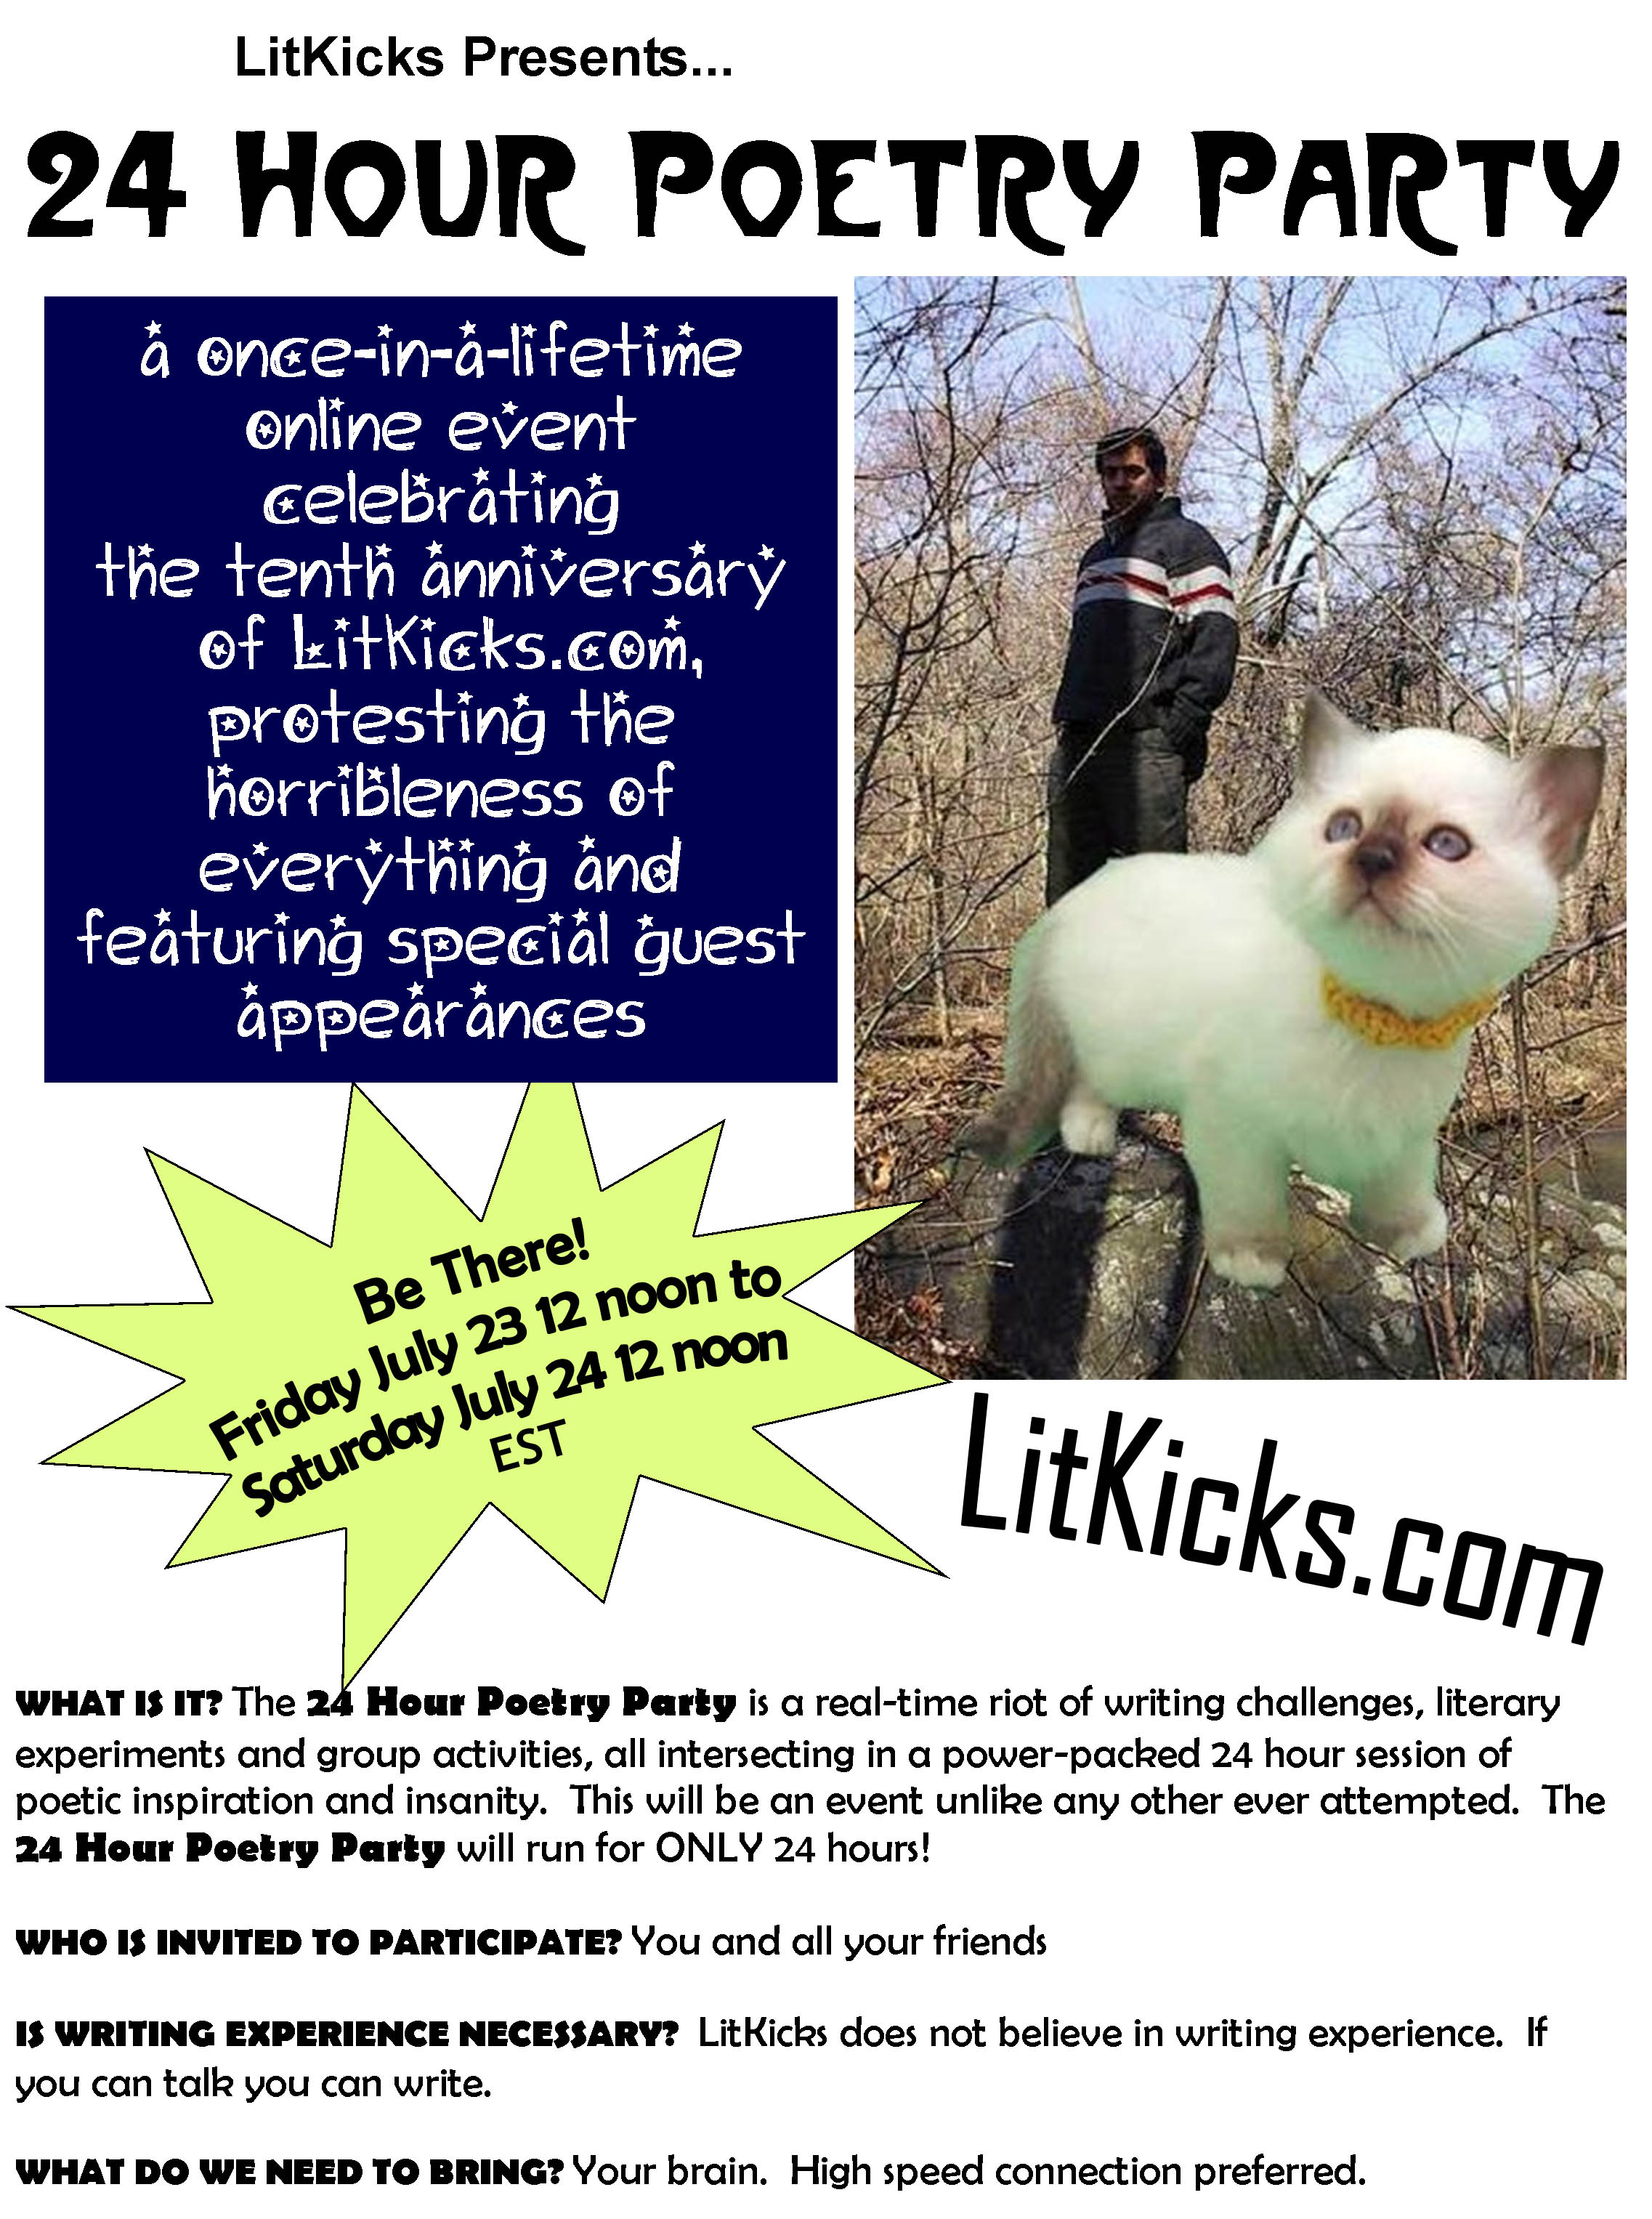 LitKicks Presents...
24 Hour Poetry Party
a once-in-a-lifetime
online event
celebrating
the tenth anniversary
of LitKicks.com,
protesting the
horribleness of
everything and
featuring special guest
appearances
Be There!
Friday July 23 12 noon to
Saturday July 24 12 noon
EST
LitKicks.com
WHAT IS IT? The 24 Hour Poetry Party is a real-time riot of writing challenges, literary
experiments and group activities, all intersecting in a power-packed 24 hour session of
poetic inspiration and insanity.  This will be an event unlike any other ever attempted.  The
24 Hour Poetry Party will run for ONLY 24 hours!
WHO IS INVITED TO PARTICIPATE? You and all your friends
IS WRITING EXPERIENCE NECESSARY?  LitKicks does not believe in writing experience.  If
you can talk you can write.
WHAT DO WE NEED TO BRING? Your brain.  High speed connection preferred.